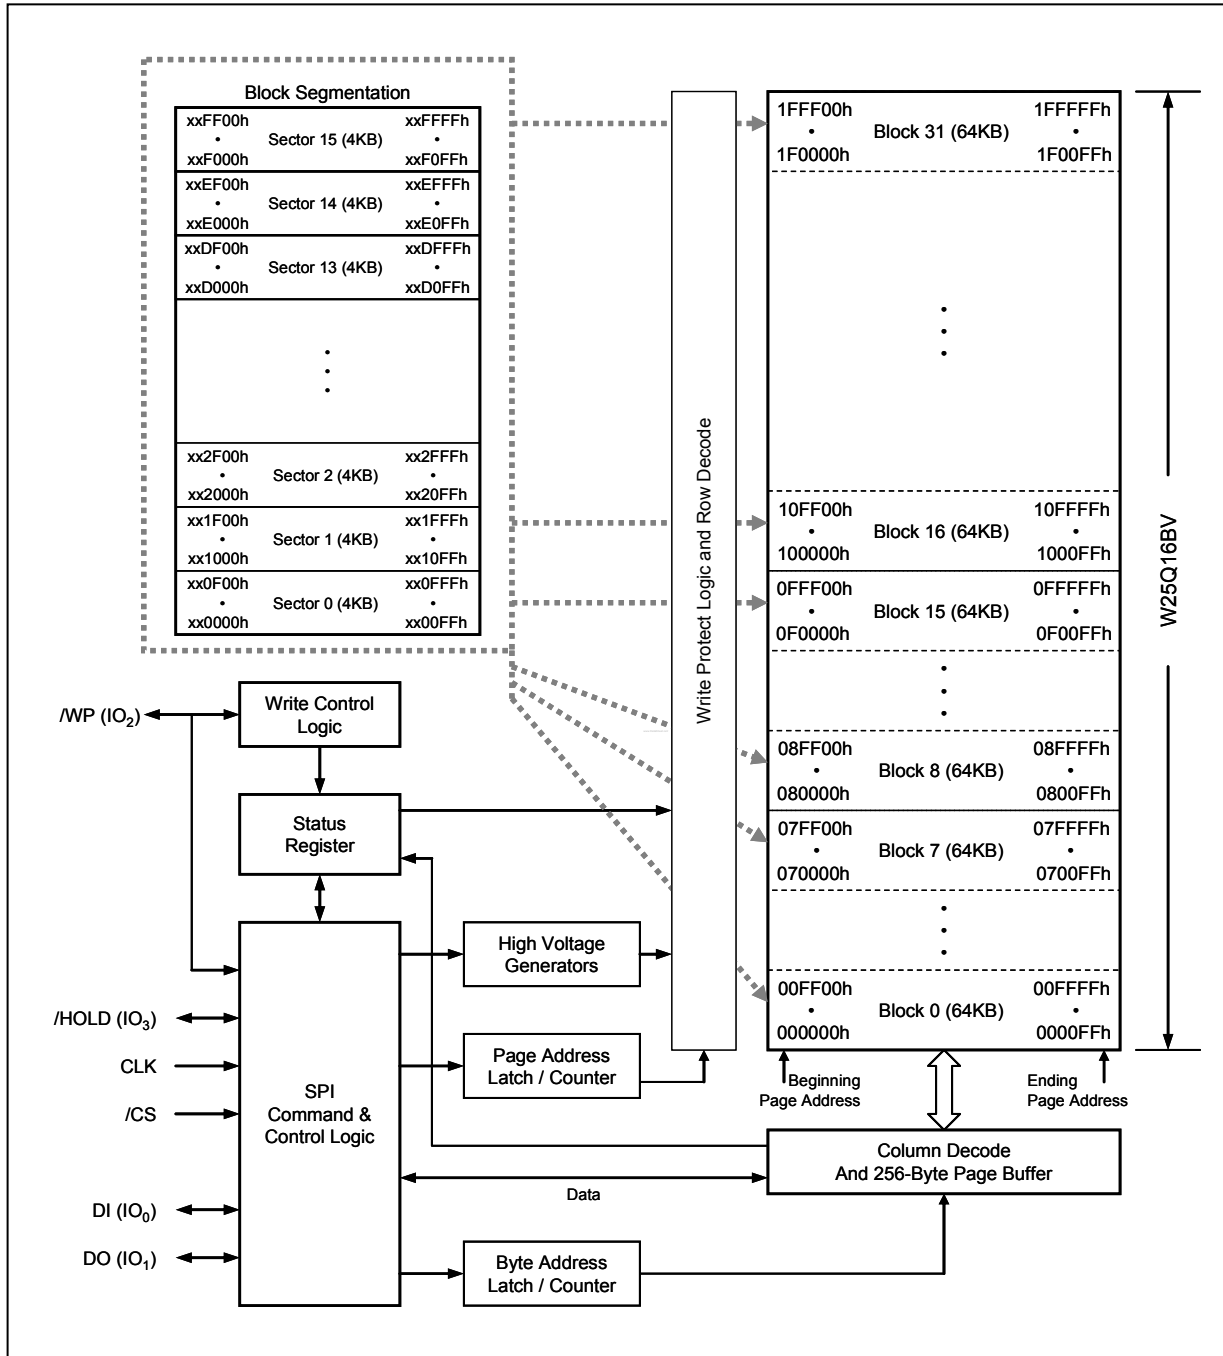 Block Segmentation
xxFF00h xxFFFFh
• Sector 15 (4KB) •
xxF000h xxF0FFh
xxEF00h xxEFFFh
• Sector 14 (4KB) •
xxE000h xxE0FFh
xxDF00h xxDFFFh
• Sector 13 (4KB) •
xxD000h xxD0FFh
xx2F00h xx2FFFh
• Sector 2 (4KB) •
xx2000h xx20FFh
xx1F00h xx1FFFh
• Sector 1 (4KB) •
xx1000h xx10FFh
xx0F00h xx0FFFh
• Sector 0 (4KB) •
xx0000h xx00FFh
Write Protect Logic and Row Decode
1FFF00h 1FFFFFh
• Block 31 (64KB) •
1F0000h 1F00FFh
10FF00h 10FFFFh
• Block 16 (64KB) •
100000h 1000FFh
0FFF00h 0FFFFFh
• Block 15 (64KB) •
0F0000h 0F00FFh
08FF00h 08FFFFh
• Block 8 (64KB) •
080000h 0800FFh
07FF00h 07FFFFh
• Block 7 (64KB) •
070000h 0700FFh
00FF00h 00FFFFh
• Block 0 (64KB) •
000000h 0000FFh
W25Q16BV
Beginning
Page Address
Ending
Page Address
/WP (IO2)
Write Control
Logic
Status
Register
High Voltage
Generators
/HOLD (IO3)
CLK
/CS
DI (IO0)
DO (IO1)
SPI
Command &
Control Logic
Page Address
Latch / Counter
Column Decode
And 256-Byte Page Buffer
Data
Byte Address
Latch / Counter